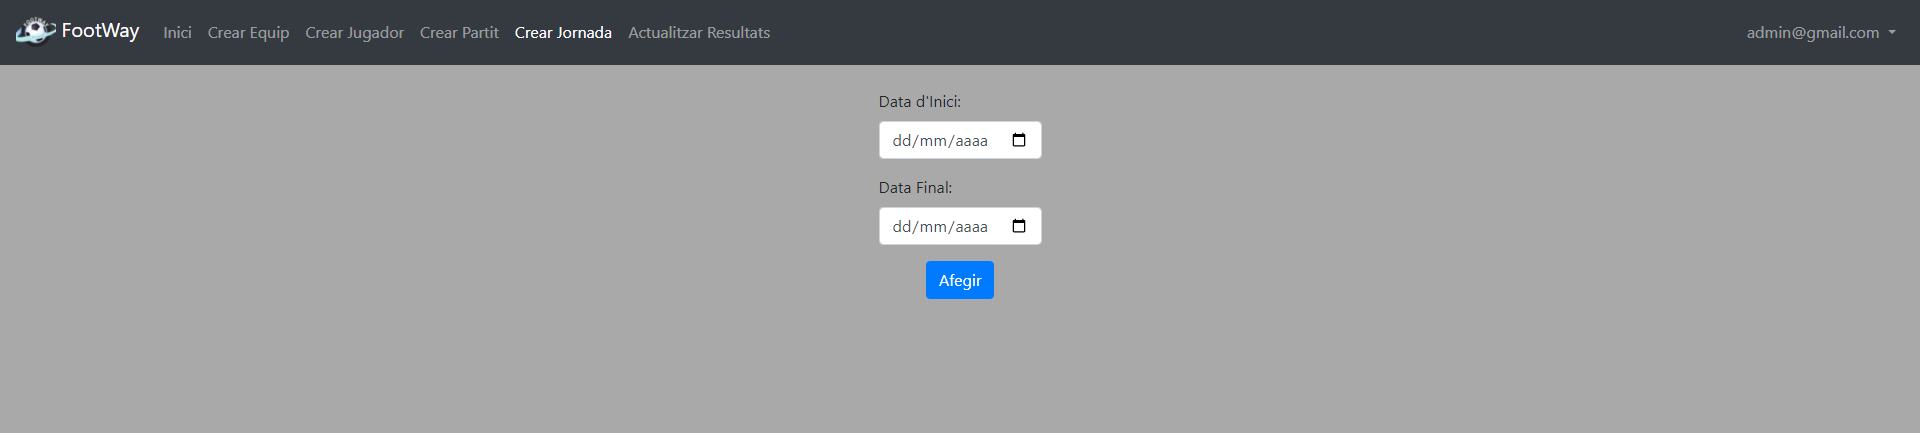 FootWay Inici Crear Equip Crear Jugador Crear Partit Crear Jornada Actualitzar Resultats admin@gmail.com
Data d'Inici:
dd/mm/aaaa
Data Final:
dd/mm/aaaa
Afegir